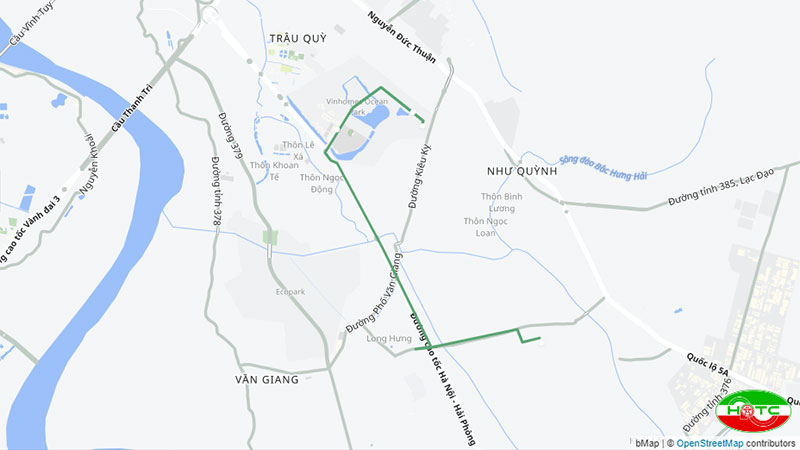 Cầu Vĩnh Tuy
TRÂU QUỲ
Nguyễn Đức Thuận
Cầu Thanh Trì
Vinhomes Ocean
Park
Đường 379
Nguyễn Khoái
Thôn Lê
Xá
Thôn Khoan
Tế
Thôn Ngọc
Động
Đường Kiêu Kỵ
NHƯ QUỲNH
Sông đào Bắc Hưng Hải
Đường tỉnh 385, Lạc Đạo
Thôn Bình
Lương
Thôn Ngọc
Loan
Đường tỉnh 378
ng cao tốc Vành đai 3
Ecopark
Đường Phố Văn Giang
Long Hưng
Đường cao tốc Hà Nội - Hải Phòng
VĂN GIANG
Quốc lộ 5A
Đường tỉnh 376
Qu
HOTC
bMap | © OpenStreetMap contributors